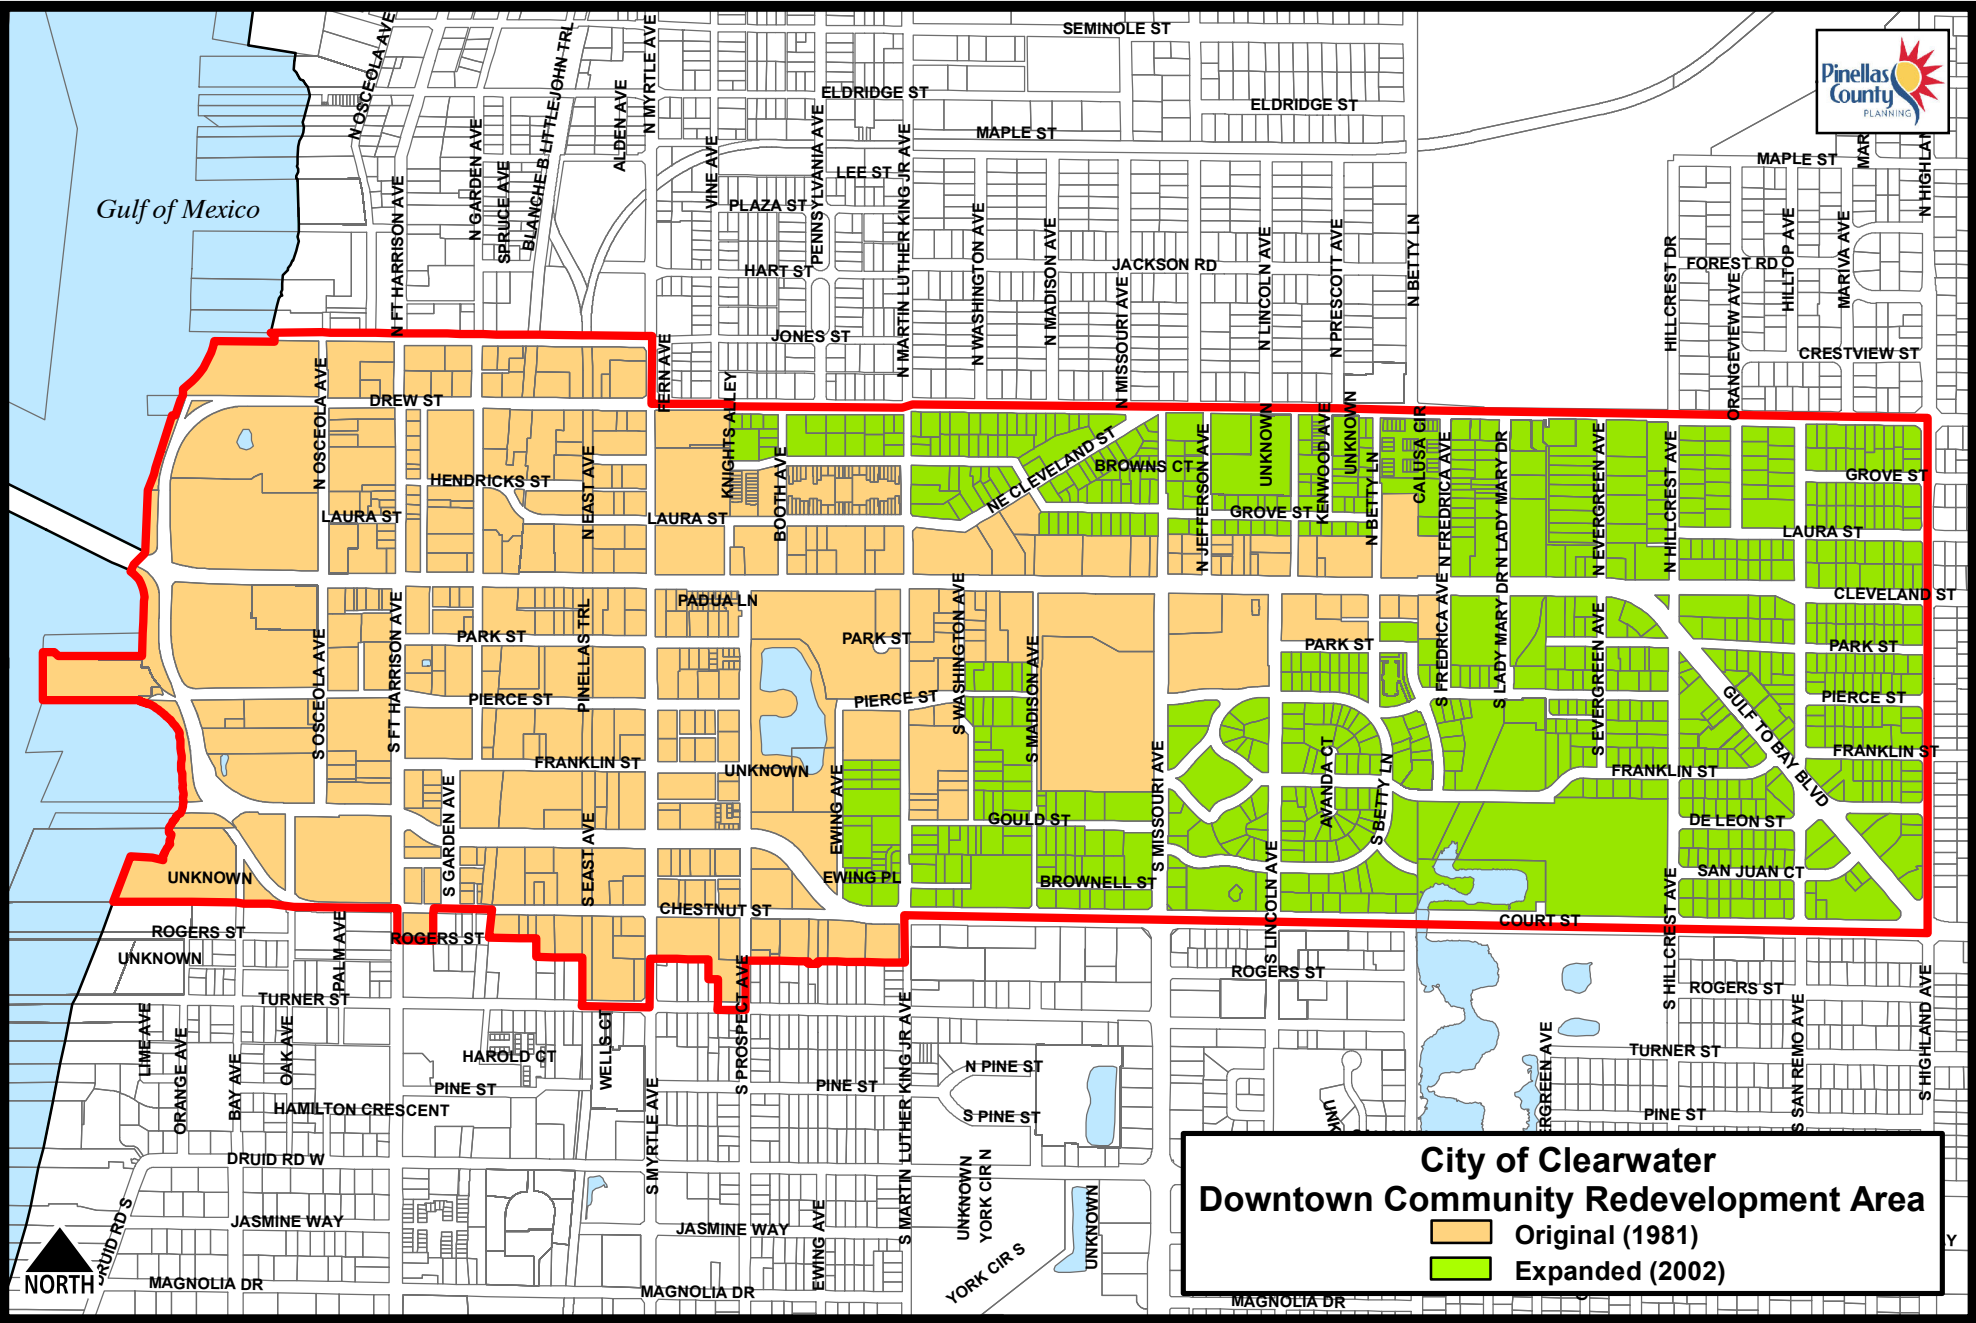 SEMINOLE ST
N OSCEOLA AVE
BLANCHE B LITTLEJOHN TRL
N MYRTLE AVE
ALDEN AVE
ELDRIDGE ST
ELDRIDGE ST
Pinellas
County
PLANNING
MAPLE ST
MAPLE ST
MAR
N HIGHLAN
N GARDEN AVE
SPRUCE AVE
VINE AVE
PENNSYLVANIA AVE
LEE ST
N MARTIN LUTHER KING JR AVE
PLAZA ST
Gulf of Mexico
N FT HARRISON AVE
N WASHINGTON AVE
N MADISON AVE
JACKSON RD
N MISSOURI AVE
N LINCOLN AVE
N PRESCOTT AVE
N BETTY LN
HILLCREST DR
FOREST RD
ORANGEVIEW AVE
HILLTOP AVE
MARIVA AVE
HART ST
JONES ST
CRESTVIEW ST
FERN AVE
KNIGHTS ALLEY
N OSCEOLA AVE
DREW ST
HENDRICKS ST
N EAST AVE
BOOTH AVE
LAURA ST
LAURA ST
NE CLEVELAND ST
BROWNS CT
N JEFFERSON AVE
UNKNOWN
KENWOOD AVE
UNKNOWN
N BETTY LN
CALUSA CIR
N FREDRICA AVE
N LADY MARY DR
N EVERGREEN AVE
N HILLCREST AVE
GROVE ST
GROVE ST
LAURA ST
CLEVELAND ST
PADUA LN
PARK ST
PARK ST
PARK ST
PARK ST
S OSCEOLA AVE
S FT HARRISON AVE
PINELLAS TRL
PIERCE ST
PIERCE ST
PIERCE ST
S WASHINGTON AVE
S MADISON AVE
S FREDRICA AVE
S LADY MARY DR
S EVERGREEN AVE
GULF TO BAY BLVD
FRANKLIN ST
FRANKLIN ST
FRANKLIN ST
UNKNOWN
S GARDEN AVE
S EAST AVE
EWING AVE
GOULD ST
S MISSOURI AVE
AVANDA CT
S BETTY LN
DE LEON ST
SAN JUAN CT
UNKNOWN
EWING PL
BROWNELL ST
S LINCOLN AVE
S HILLCREST AVE
CHESTNUT ST
COURT ST
ROGERS ST
ROGERS ST
UNKNOWN
PALM AVE
ROGERS ST
ROGERS ST
TURNER ST
S PROSPECT AVE
S MARTIN LUTHER KING JR AVE
LIME AVE
ORANGE AVE
BAY AVE
OAK AVE
HAROLD CT
WELLS CT
N PINE ST
TURNER ST
S SAN REMO AVE
S HIGHLAND AVE
ERGREEN AVE
PINE ST
PINE ST
HAMILTON CRESCENT
S MYRTLE AVE
S PINE ST
PINE ST
UNK
DRUID RD W
UNKNOWN
YORK CIR N
UNKNOWN
JASMINE WAY
JASMINE WAY
EWING AVE
YORK CIR S
MAGNOLIA DR
MAGNOLIA DR
MAGNOLIA DR
NORTH
City of Clearwater
Downtown Community Redevelopment Area
Original (1981)
Expanded (2002)